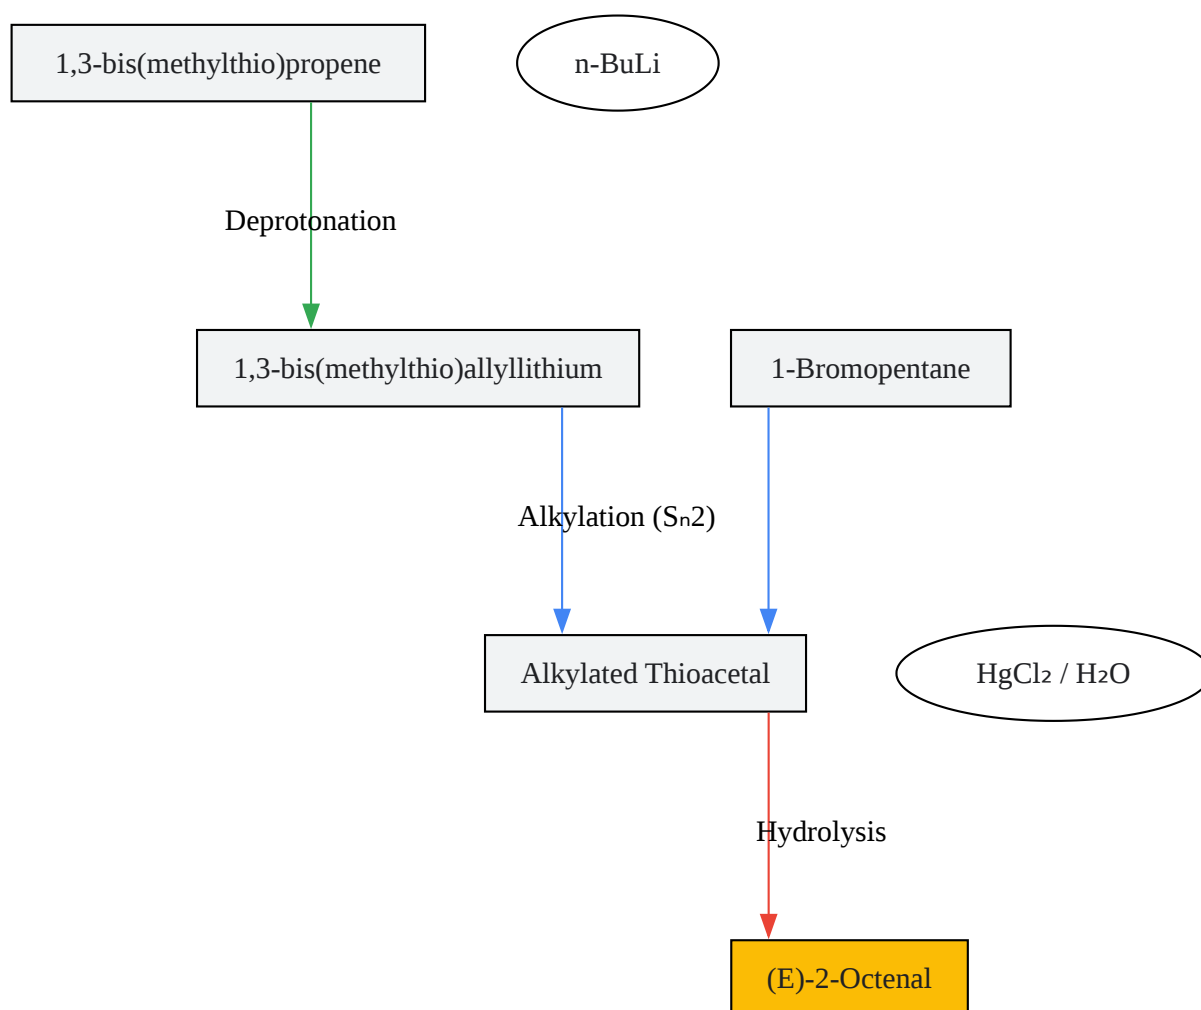 1,3-bis(methylthio)propene
n-BuLi
Deprotonation
1,3-bis(methylthio)allyllithium
1-Bromopentane
Alkylation (Sₙ2)
Alkylated Thioacetal
HgCl₂ / H₂O
Hydrolysis
(E)-2-Octenal